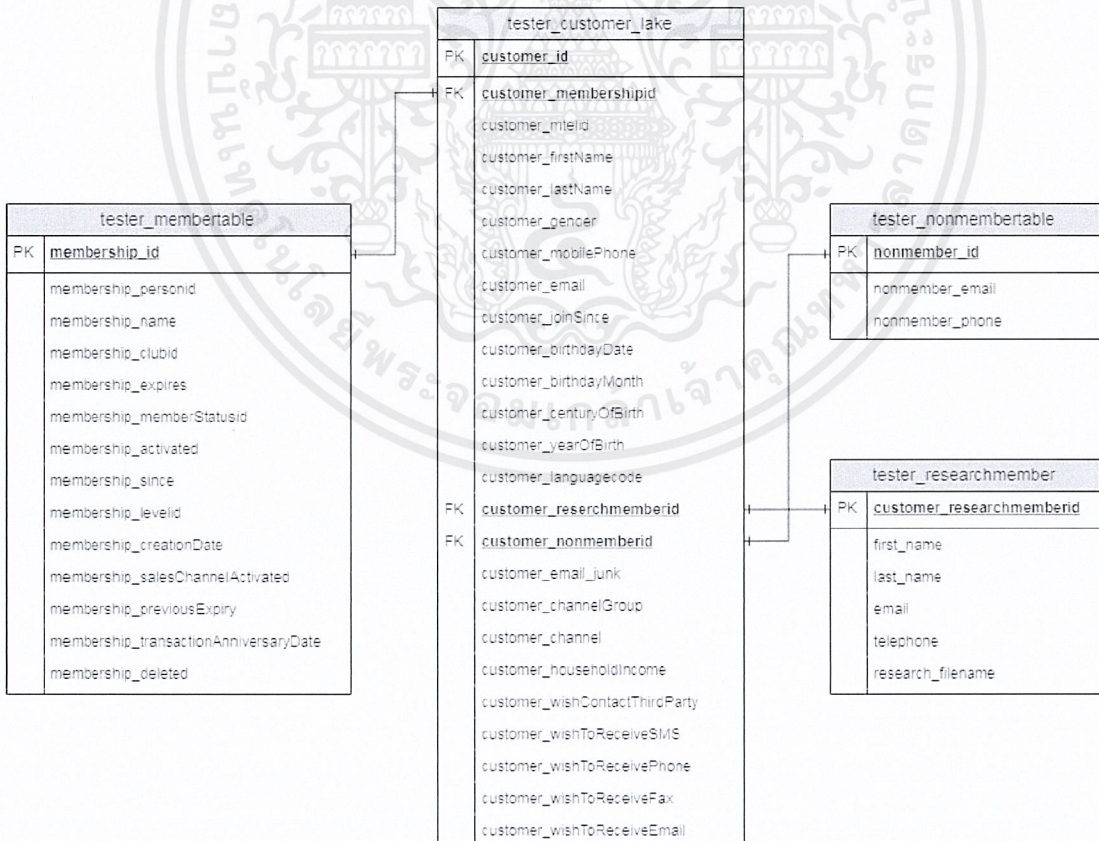 tester_customer_lake
PK customer_id
FK customer_membershipid
customer_mtelid
customer_firstName
customer_lastName
customer_gender
customer_mobilePhone
customer_email
customer_joinSince
customer_birthdayDate
customer_birthdayMonth
customer_centuryOfBirth
customer_yearOfBirth
customer_languagecode
FK customer_reserchmemberid
FK customer_nonmemberid
customer_email_junk
customer_channelGroup
customer_channel
customer_householdIncome
customer_wishContactThirdParty
customer_wishToReceiveSMS
customer_wishToReceivePhone
customer_wishToReceiveFax
customer_wishToReceiveEmail
tester_membertable
PK membership_id
membership_personid
membership_name
membership_clubid
membership_expires
membership_memberStatusid
membership_activated
membership_since
membership_levelid
membership_creationDate
membership_salesChannelActivated
membership_previousExpiry
membership_transactionAnniversaryDate
membership_deleted
tester_nonmembertable
PK nonmember_id
nonmember_email
nonmember_phone
tester_researchmember
PK customer_researchmemberid
first_name
last_name
email
telephone
research_filename